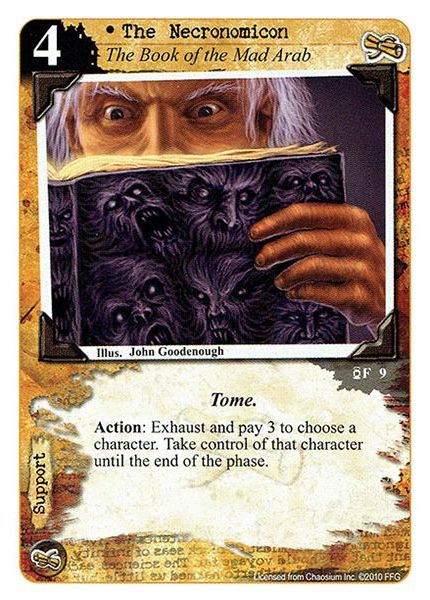 4
• The Necronomicon
The Book of the Mad Arab
Illus. John Goodenough
F 9
Tome.
Action: Exhaust and pay 3 to choose a
character. Take control of that character
until the end of the phase.
Support
Licensed from Chaosium Inc. ©2010 FFG